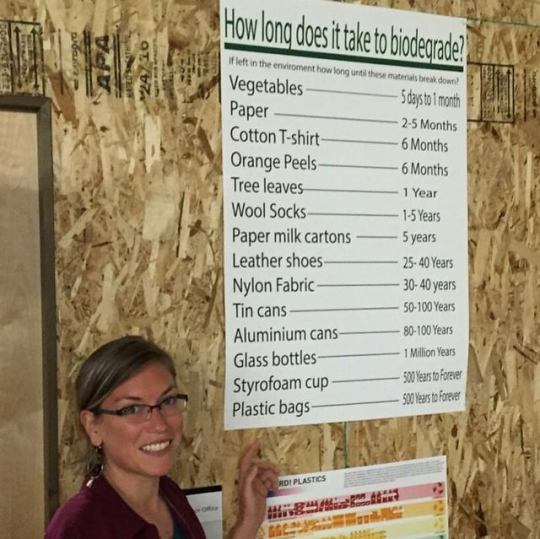 How long does it take to biodegrade?
If left in the enviroment how long until these materials break down?
Vegetables 5 days to 1 month
Paper 2-5 Months
Cotton T-shirt 6 Months
Orange Peels 6 Months
Tree leaves 1 Year
Wool Socks 1-5 Years
Paper milk cartons 5 years
Leather shoes 25- 40 Years
Nylon Fabric 30- 40 years
Tin cans 50-100 Years
Aluminium cans 80-100 Years
Glass bottles 1 Million Years
Styrofoam cup 500 Years to Forever
Plastic bags 500 Years to Forever
APA
PLASTICS
Office